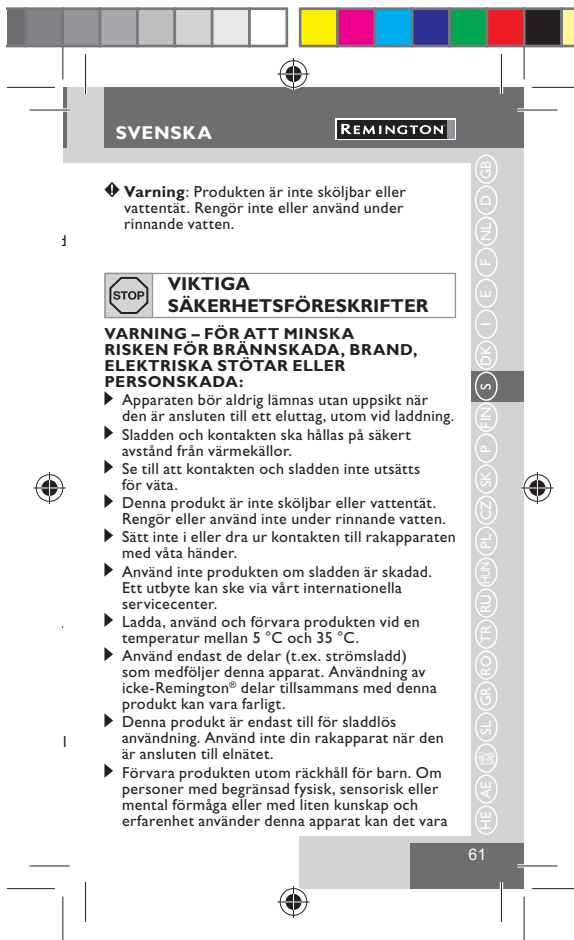 SVENSKA
REMINGTON
Varning: Produkten är inte sköljbar eller
vattentät. Rengör inte eller använd under
rinnande vatten.
d
STOP
VIKTIGA
SÄKERHETSFÖRESKRIFTER
VARNING – FÖR ATT MINSKA
RISKEN FÖR BRÄNNSKADA, BRAND,
ELEKTRISKA STÖTAR ELLER
PERSONSKADA:
Apparaten bör aldrig lämnas utan uppsikt när
den är ansluten till ett eluttag, utom vid laddning.
Sladden och kontakten ska hållas på säkert
avstånd från värmekällor.
Se till att kontakten och sladden inte utsätts
för väta.
Denna produkt är inte sköljbar eller vattentät.
Rengör eller använd inte under rinnande vatten.
Sätt inte i eller dra ur kontakten till rakapparaten
med våta händer.
Använd inte produkten om sladden är skadad.
Ett utbyte kan ske via vårt internationella
servicecenter.
Ladda, använd och förvara produkten vid en
temperatur mellan 5 °C och 35 °C.
Använd endast de delar (t.ex. strömsladd)
som medföljer denna apparat. Användning av
icke-Remington® delar tillsammans med denna
produkt kan vara farligt.
Denna produkt är endast till för sladdlös
användning. Använd inte din rakapparat när den
är ansluten till elnätet.
Förvara produkten utom räckhåll för barn. Om
personer med begränsad fysisk, sensorisk eller
mental förmåga eller med liten kunskap och
erfarenhet använder denna apparat kan det vara
GB
D
NL
F
E
I
DK
S
FIN
P
SK
CZ
PL
HUN
RU
TR
RO
GR
SL
HR/
SRB
AE
HE
61